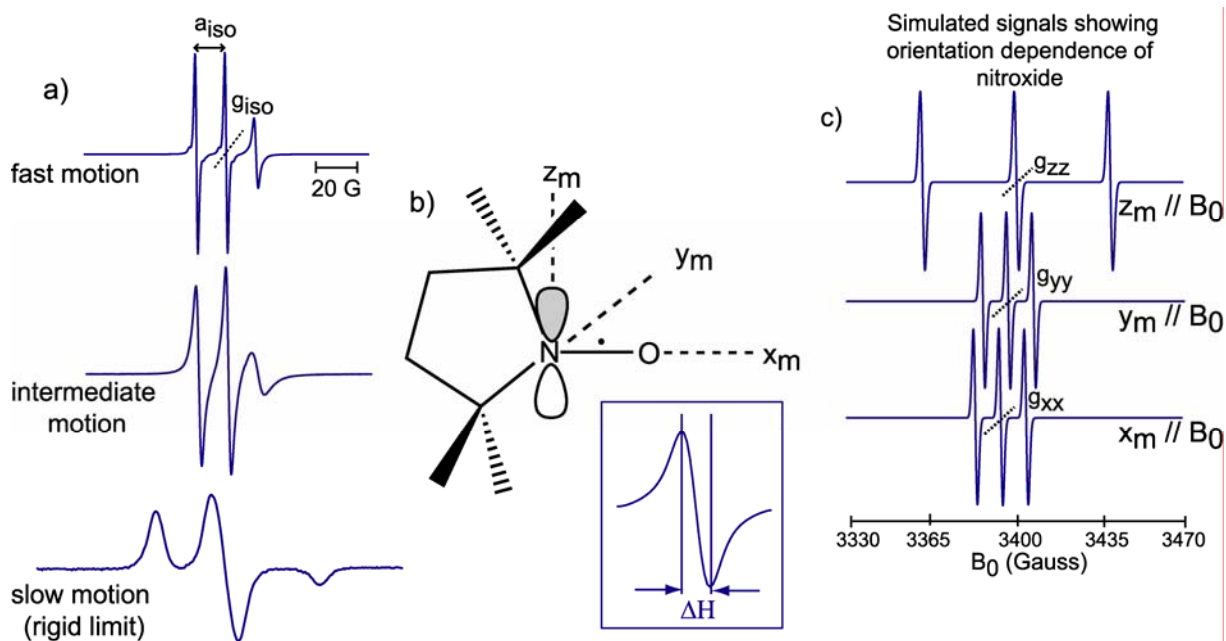 a)
a_iso
g_iso
fast motion
20 G
intermediate
motion
slow motion
(rigid limit)
b)
z_m
y_m
N
O
x_m
ΔH
Simulated signals showing
orientation dependence of
nitroxide
c)
g_zz
z_m // B_0
g_yy
y_m // B_0
g_xx
x_m // B_0
3330 3365 3400 3435 3470
B_0 (Gauss)